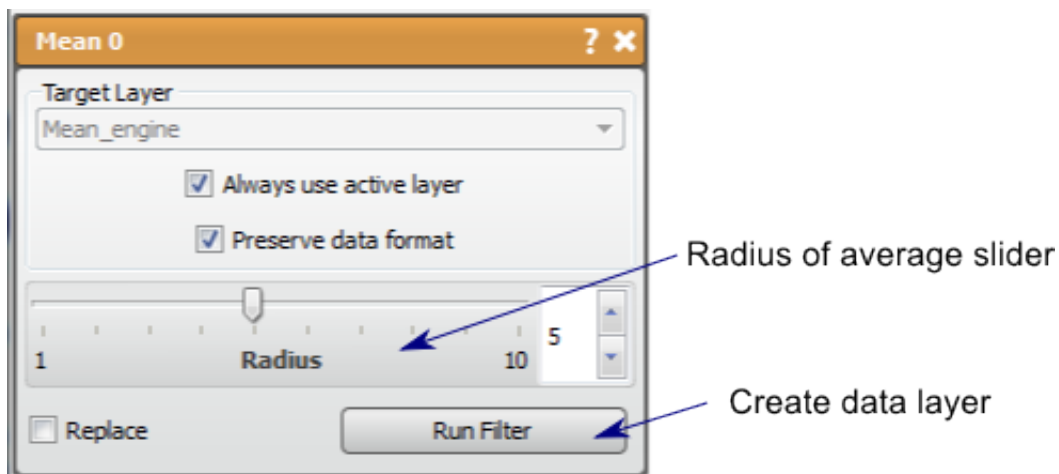 Mean 0 ?
Target Layer
Mean_engine
Always use active layer
Preserve data format
Radius of average slider
5
1 Radius 10
Create data layer
Replace Run Filter